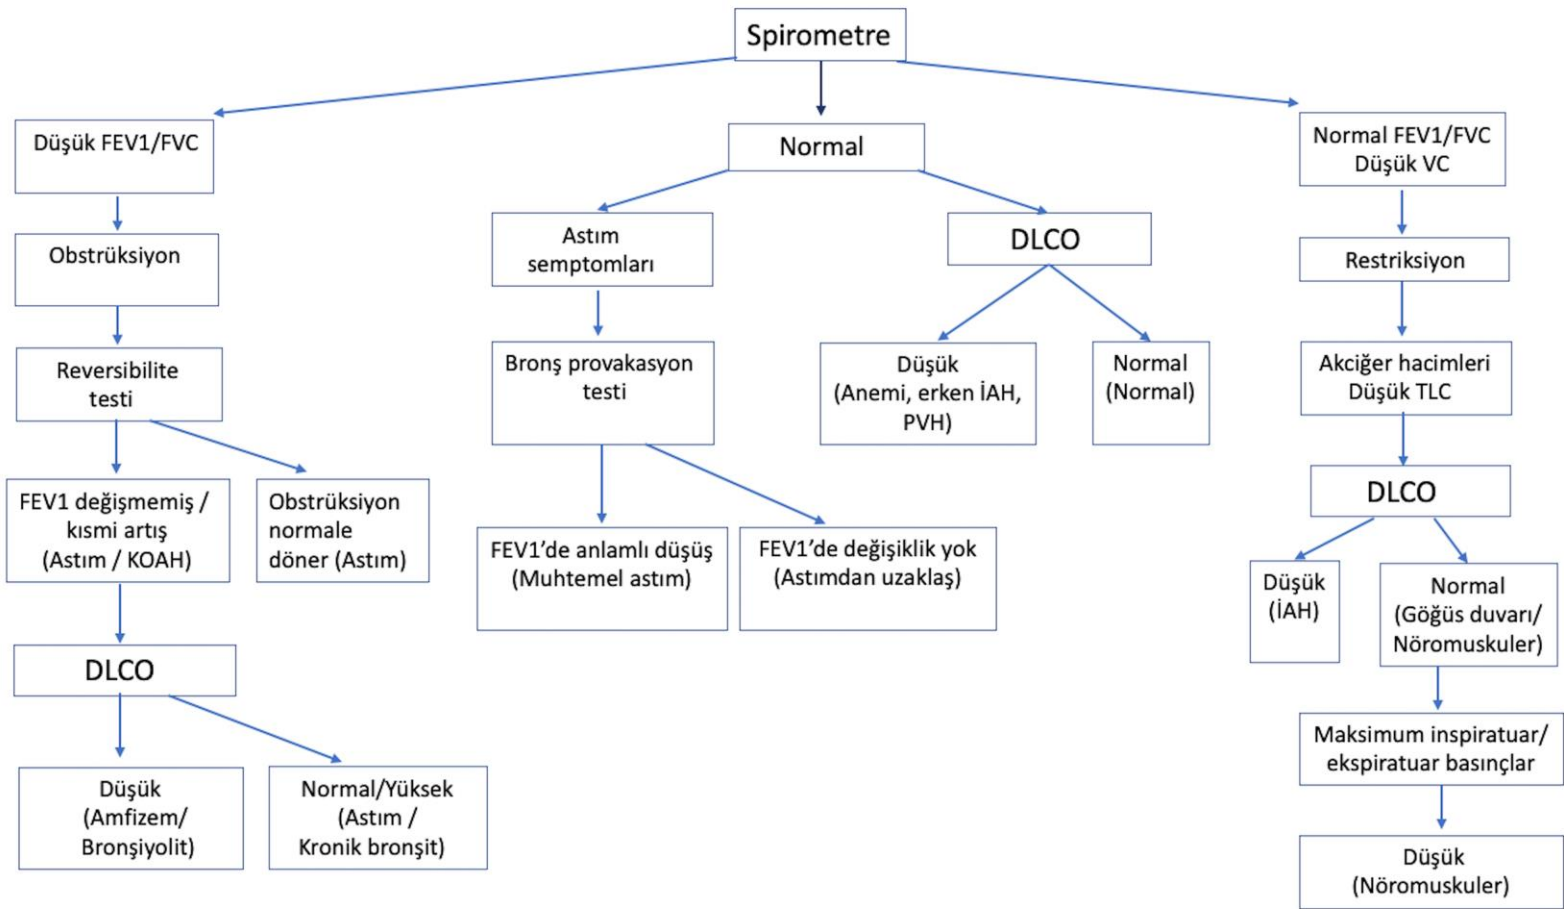 Spirometre
Düşük FEV1/FVC
Normal
Normal FEV1/FVC
Düşük VC
Obstrüksiyon
Astım
semptomları
DLCO
Restriksiyon
Reversibilite
testi
Bronş provakasyon
testi
Düşük
(Anemi, erken İAH,
PVH)
Normal
(Normal)
Akciğer hacimleri
Düşük TLC
FEV1 değişmemiş /
kısmi artış
(Astım / KOAH)
Obstrüksiyon
normale
döner (Astım)
FEV1’de anlamlı düşüş
(Muhtemel astım)
FEV1’de değişiklik yok
(Astımdan uzaklaş)
DLCO
Düşük
(İAH)
Normal
(Göğüs duvarı/
Nöromuskuler)
DLCO
Düşük
(Amfizem/
Bronşiyolit)
Normal/Yüksek
(Astım /
Kronik bronşit)
Maksimum inspiratuar/
ekspiratuar basınçlar
Düşük
(Nöromuskuler)